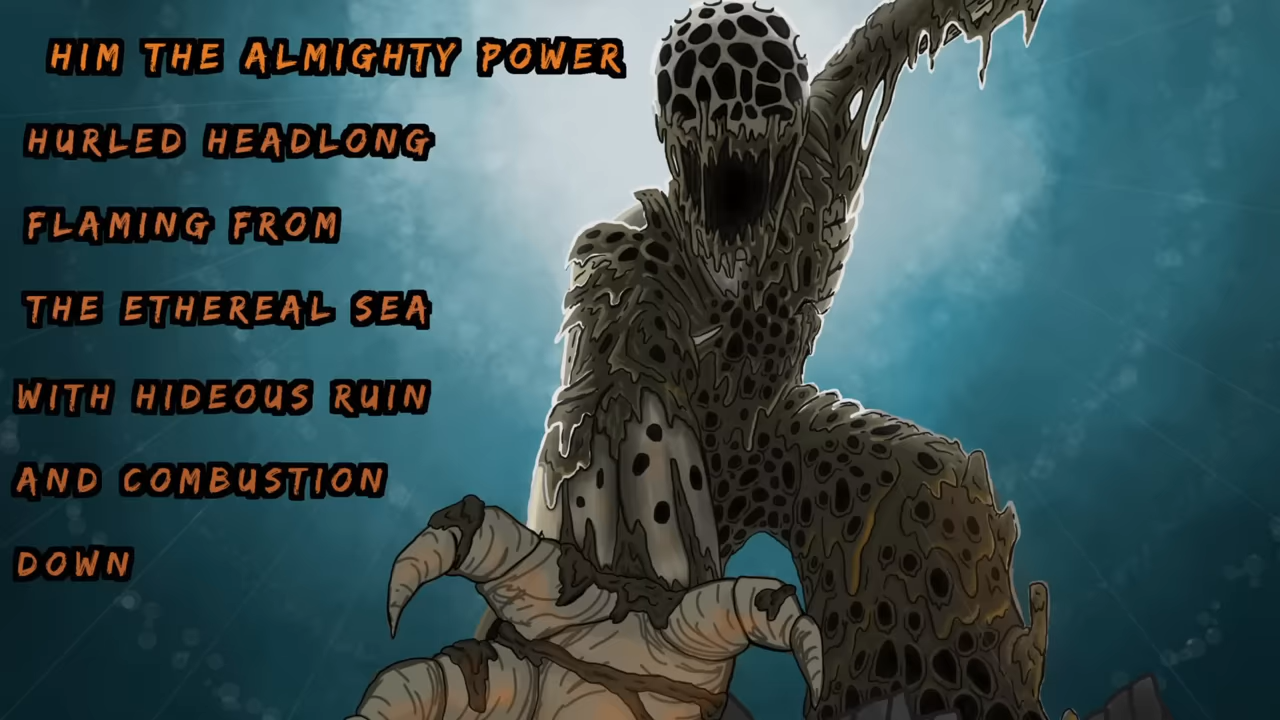 HIM THE ALMIGHTY POWER
HURLED HEADLONG
FLAMING FROM
THE ETHEREAL SEA
WITH HIDEOUS RUIN
AND COMBUSTION
DOWN